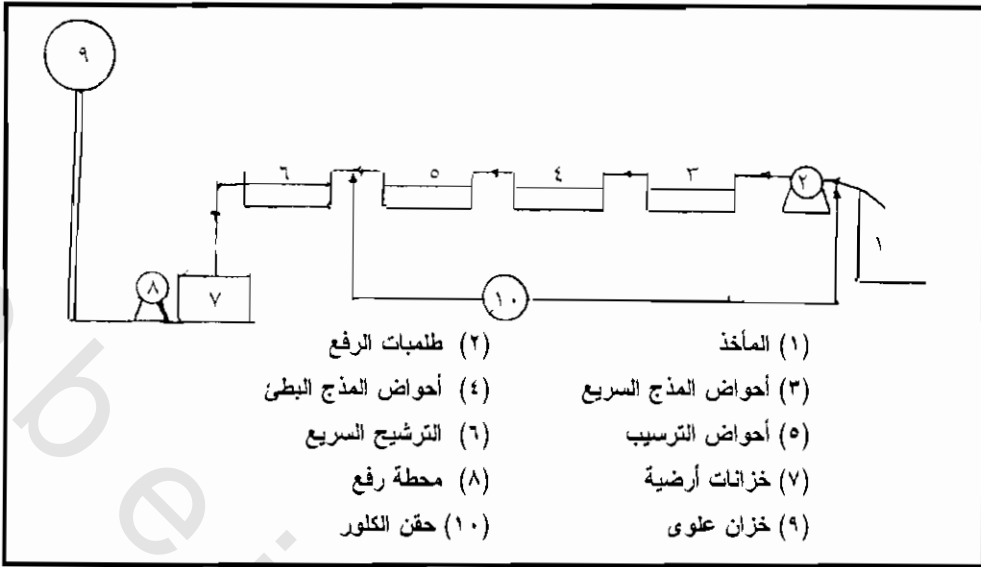 ٩
٦ ٥ ٤ ٣ ٢
١
٨ ٧
١٠
(١) المأخذ (٢) طلمبات الرفع
(٣) أحواض المذج السريع (٤) أحواض المذج البطئ
(٥) أحواض الترسيب (٦) الترشيح السريع
(٧) خزانات أرضية (٨) محطة رفع
(٩) خزان علوى (١٠) حقن الكلور